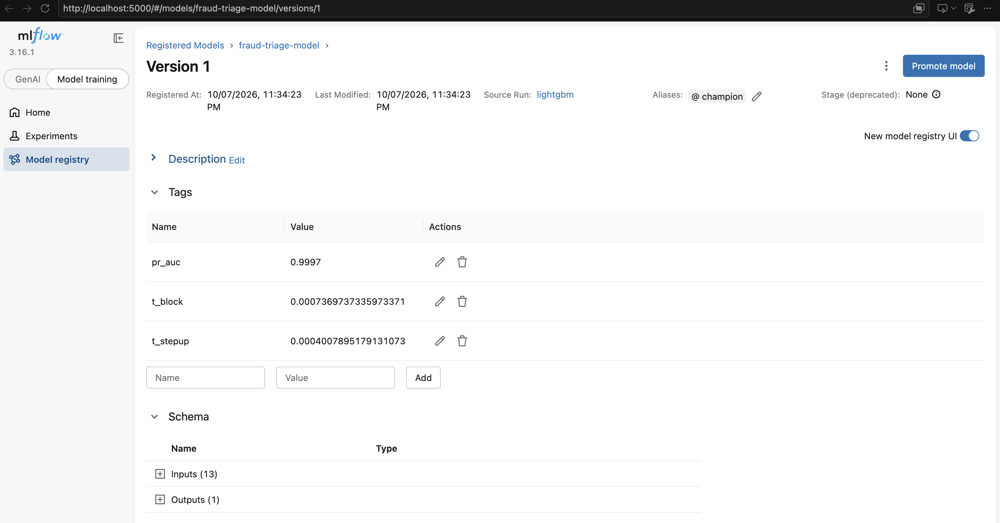 http://localhost:5000/#/models/fraud-triage-model/versions/1
mlflow
3.16.1
GenAI Model training
Home
Experiments
Model registry
Registered Models > fraud-triage-model >
Version 1
Promote model
Registered At: 10/07/2026, 11:34:23 PM
Last Modified: 10/07/2026, 11:34:23 PM
Source Run: lightgbm
Aliases: @ champion
Stage (deprecated): None
New model registry UI
Description Edit
Tags
Name Value Actions
pr_auc 0.9997
t_block 0.0007369737335973371
t_stepup 0.0004007895179131073
Name Value Add
Schema
Name Type
Inputs (13)
Outputs (1)